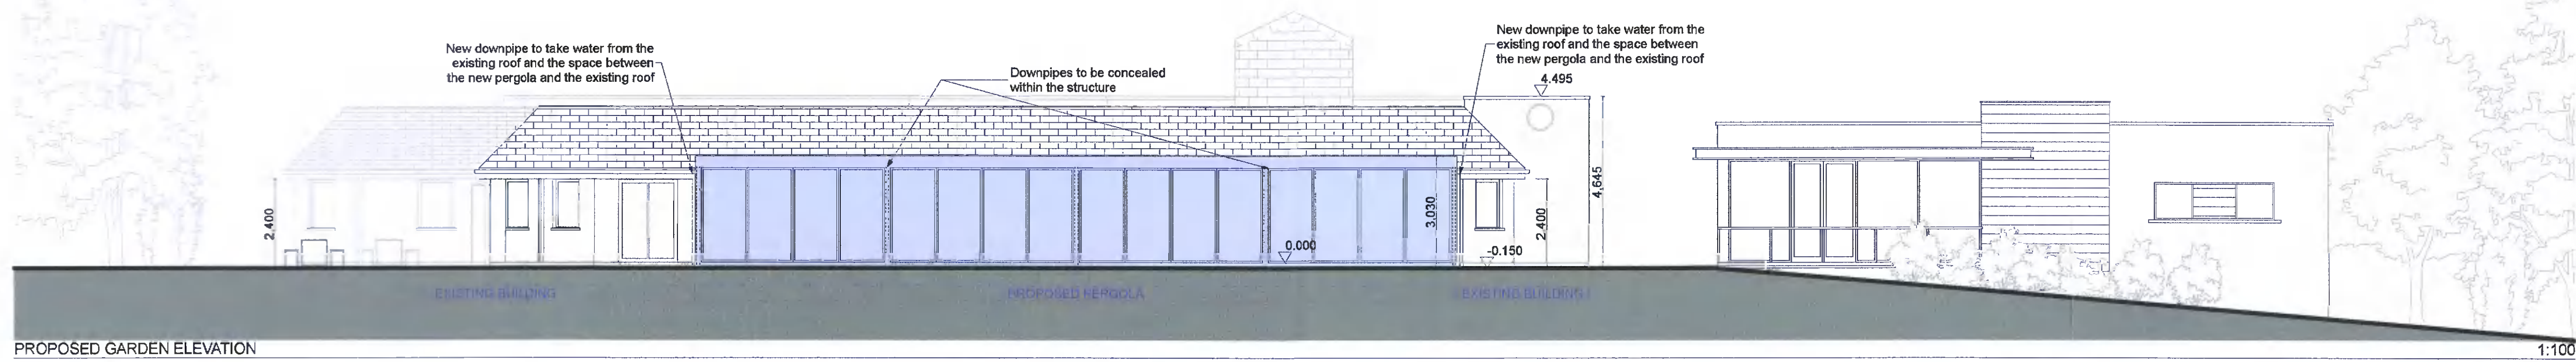 New downpipe to take water from the
existing roof and the space between
the new pergola and the existing roof
Downpipes to be concealed
within the structure
New downpipe to take water from the
existing roof and the space between
the new pergola and the existing roof
4.495
2,400
3.030
2.400
4,645
0.000
-0.150
EXISTING BUILDING
PROPOSED PERGOLA
EXISTING BUILDING
PROPOSED GARDEN ELEVATION
1:100